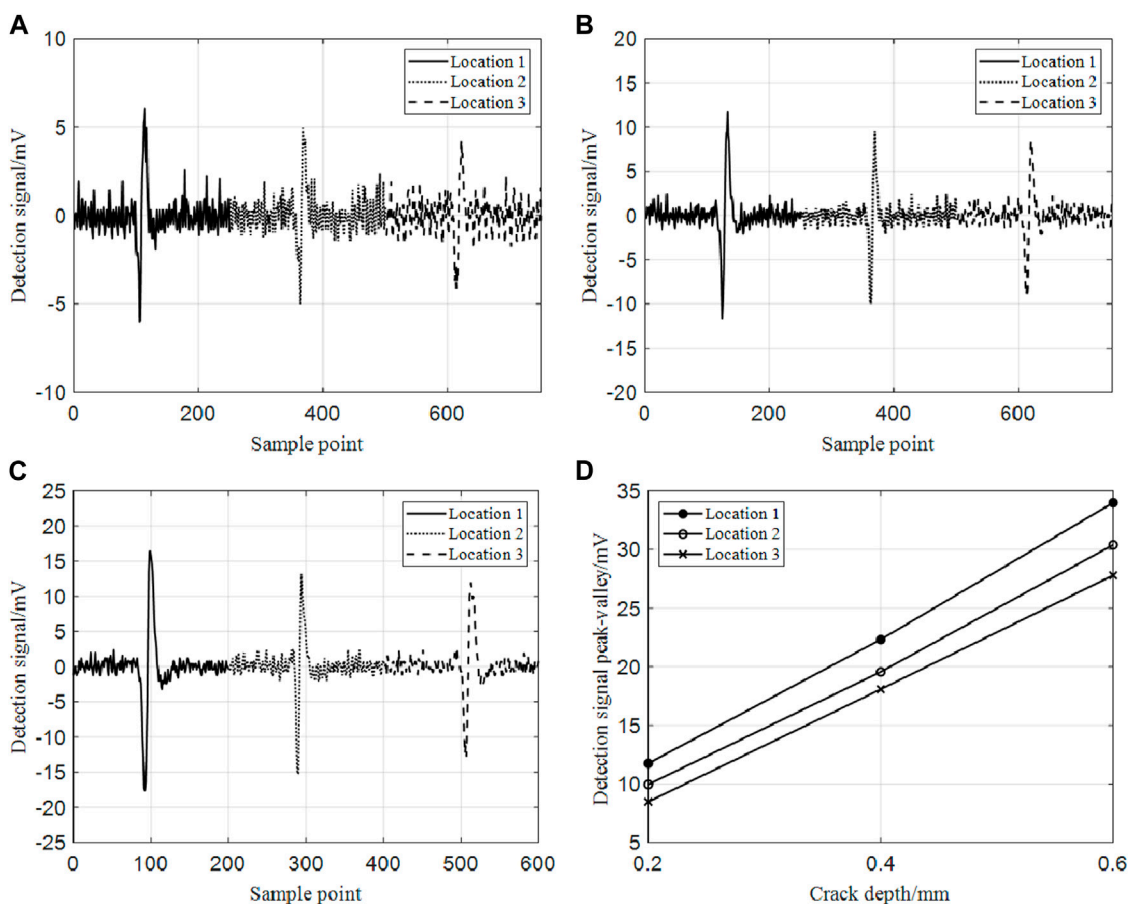 A
Detection signal/mV
10
5
0
-5
-10
0
200
400
600
Sample point
Location 1
Location 2
Location 3
B
Detection signal/mV
20
15
10
5
0
-5
-10
-15
-20
0
200
400
600
Sample point
Location 1
Location 2
Location 3
C
Detection signal/mV
25
20
15
10
5
0
-5
-10
-15
-20
-25
0
100
200
300
400
500
600
Sample point
Location 1
Location 2
Location 3
D
Detection signal peak-valley/mV
35
30
25
20
15
10
5
0.2
0.4
0.6
Crack depth/mm
Location 1
Location 2
Location 3